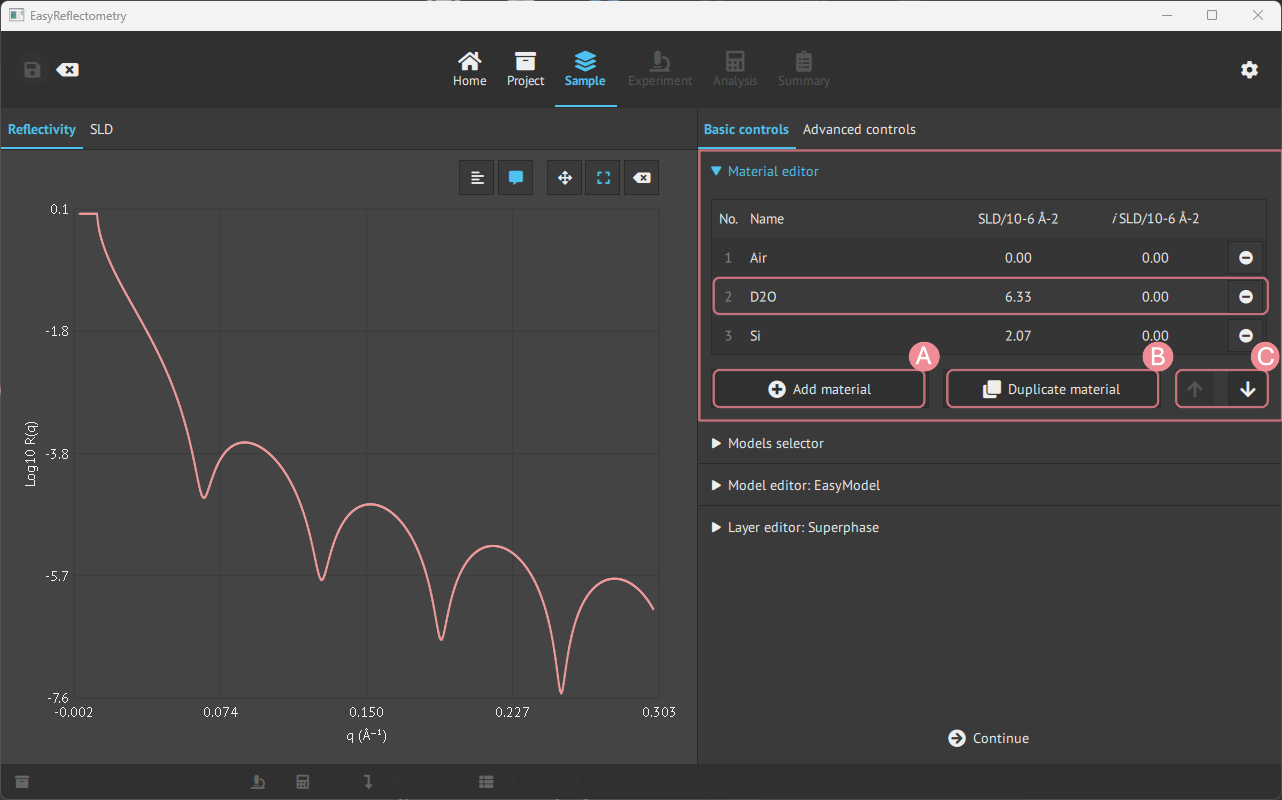 EasyReflectometry
Home Project Sample Experiment Analysis Summary
Reflectivity SLD
Basic controls Advanced controls
Material editor
No. Name SLD/10-6 Å-2 i SLD/10-6 Å-2
1 Air 0.00 0.00
2 D2O 6.33 0.00
3 Si 2.07 0.00
A B C
Add material Duplicate material
Models selector
Model editor: EasyModel
Layer editor: Superphase
Continue
0.1
-1.8
-3.8
-5.7
-7.6
Log10 R(q)
-0.002 0.074 0.150 0.227 0.303
q (Å⁻¹)